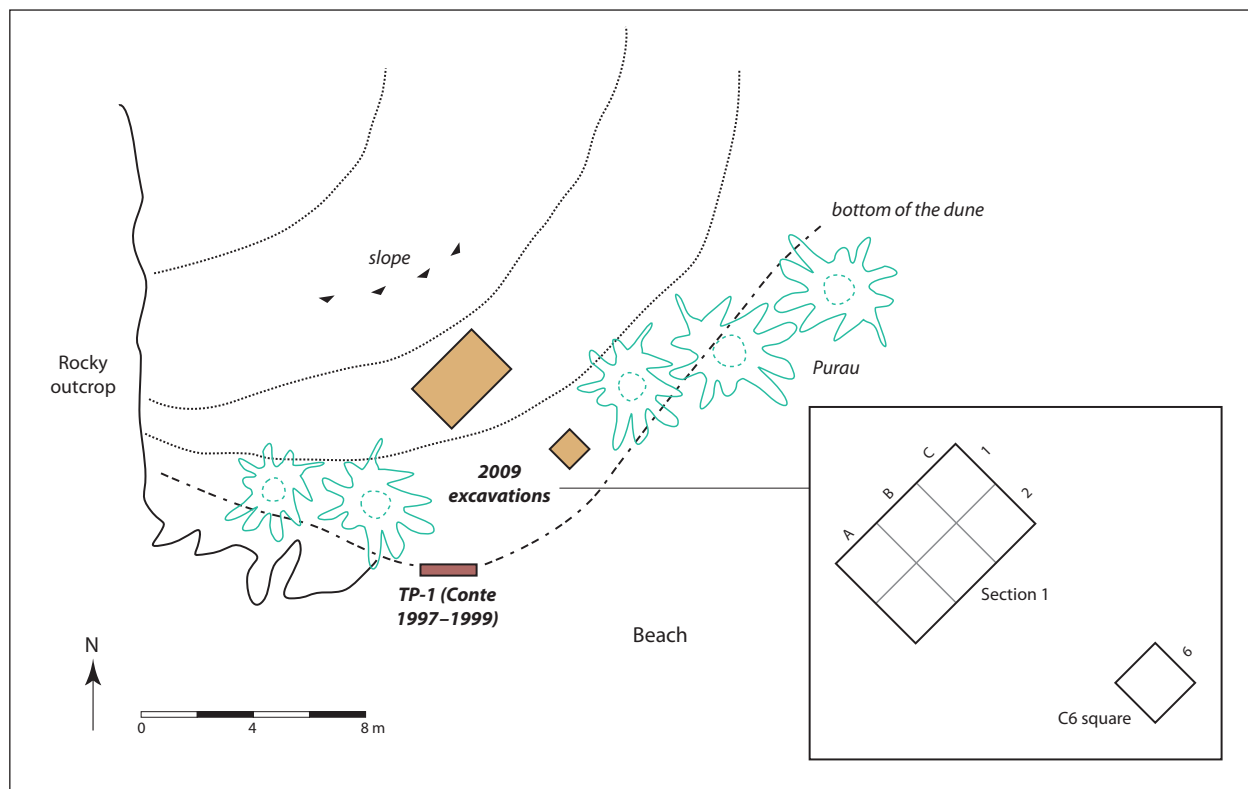 bottom of the dune
slope
Rocky
outcrop
Purau
2009
excavations
TP-1 (Conte
1997–1999)
Beach
N
0 4 8 m
C 1
B 2
A
Section 1
6
C6 square